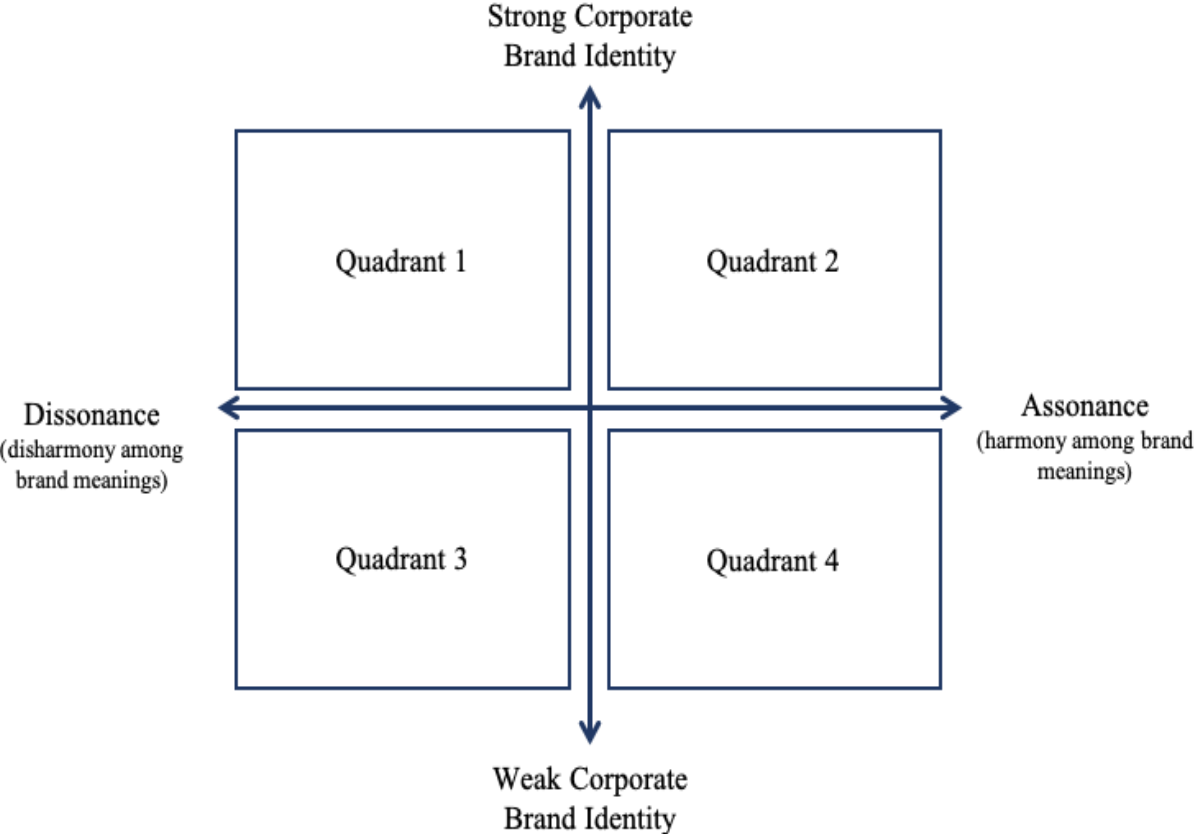 Strong Corporate
Brand Identity
Quadrant 1
Quadrant 2
Dissonance
(disharmony among
brand meanings)
Assonance
(harmony among brand
meanings)
Quadrant 3
Quadrant 4
Weak Corporate
Brand Identity